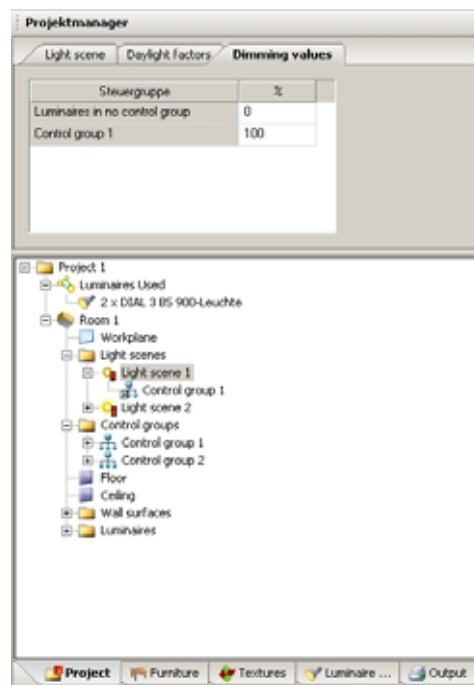 Projektmanager
Light scene Daylight factors Dimming values
Steuergruppe %
Luminaires in no control group 0
Control group 1 100
Project 1
Luminaires Used
2 x DIAL 3 BS 900-Leuchte
Room 1
Workplane
Light scenes
Light scene 1
Control group 1
Light scene 2
Control groups
Control group 1
Control group 2
Floor
Ceiling
Wall surfaces
Luminaires
Project Furniture Textures Luminaire ... Output